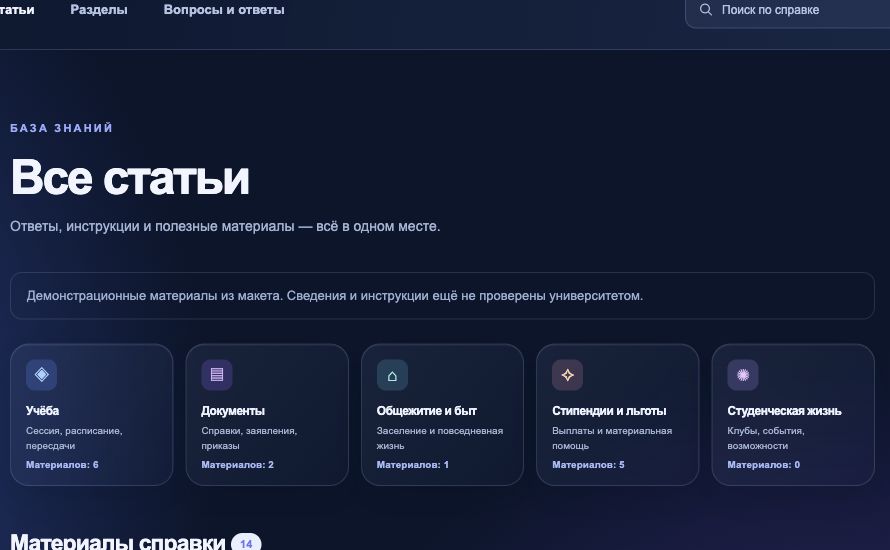 татьи
Разделы
Вопросы и ответы
Поиск по справке
БАЗА ЗНАНИЙ
Все статьи
Ответы, инструкции и полезные материалы — всё в одном месте.
Демонстрационные материалы из макета. Сведения и инструкции ещё не проверены университетом.
Учёба
Сессия, расписание,
пересдачи
Материалов: 6
Документы
Справки, заявления,
приказы
Материалов: 2
Общежитие и быт
Заселение и повседневная
жизнь
Материалов: 1
Стипендии и льготы
Выплаты и материальная
помощь
Материалов: 5
Студенческая жизнь
Клубы, события,
возможности
Материалов: 0
Материалы справки 14